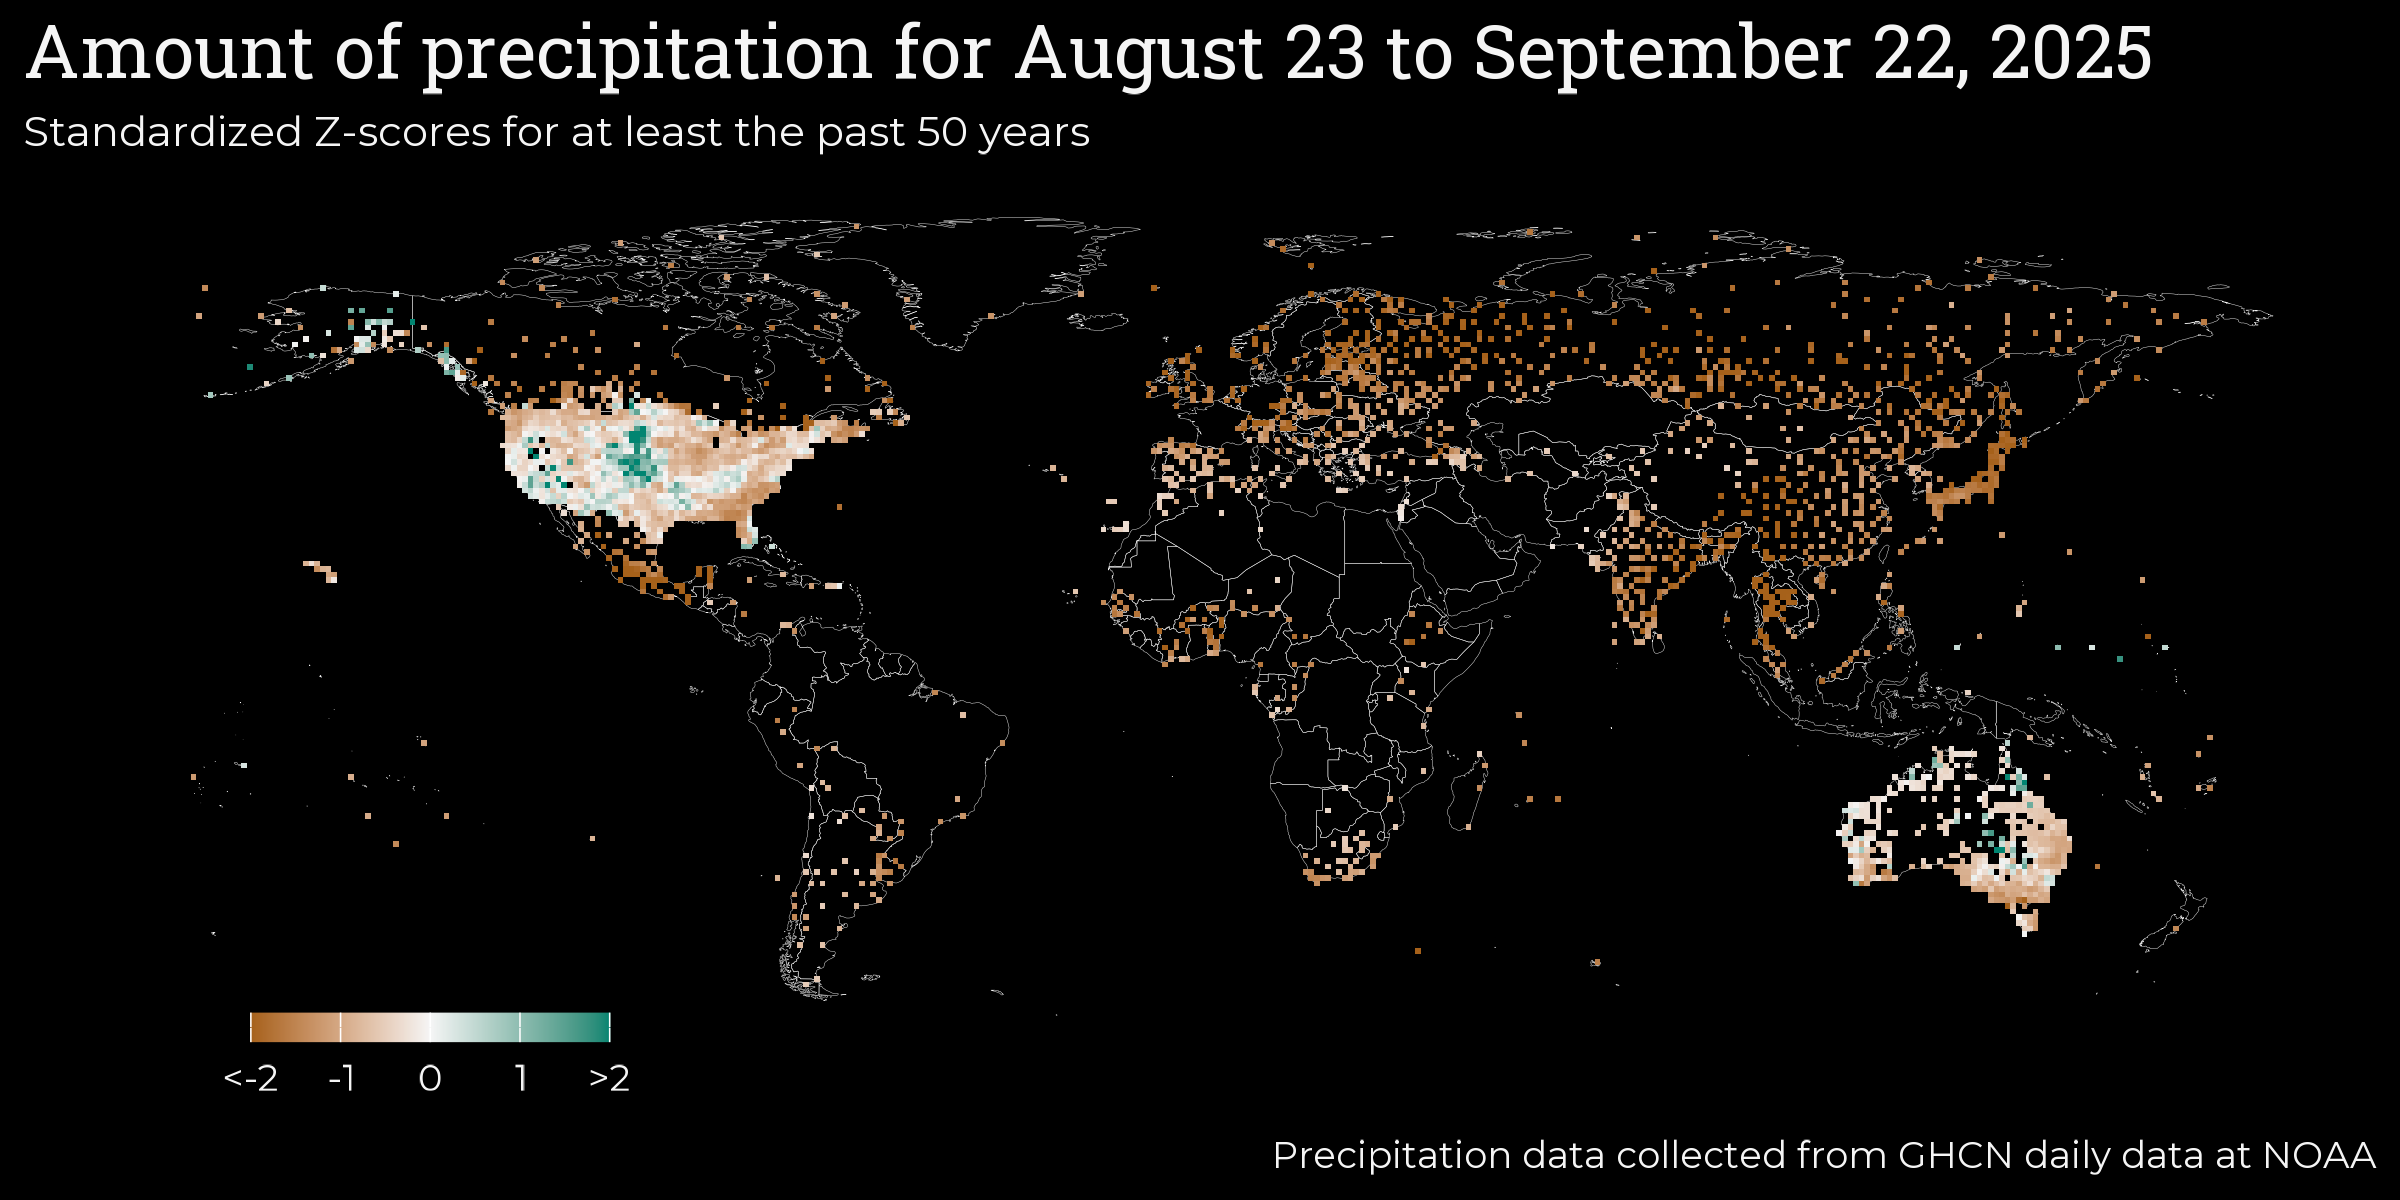 Amount of precipitation for August 23 to September 22, 2025
Standardized Z-scores for at least the past 50 years
<-2 -1 0 1 >2
Precipitation data collected from GHCN daily data at NOAA